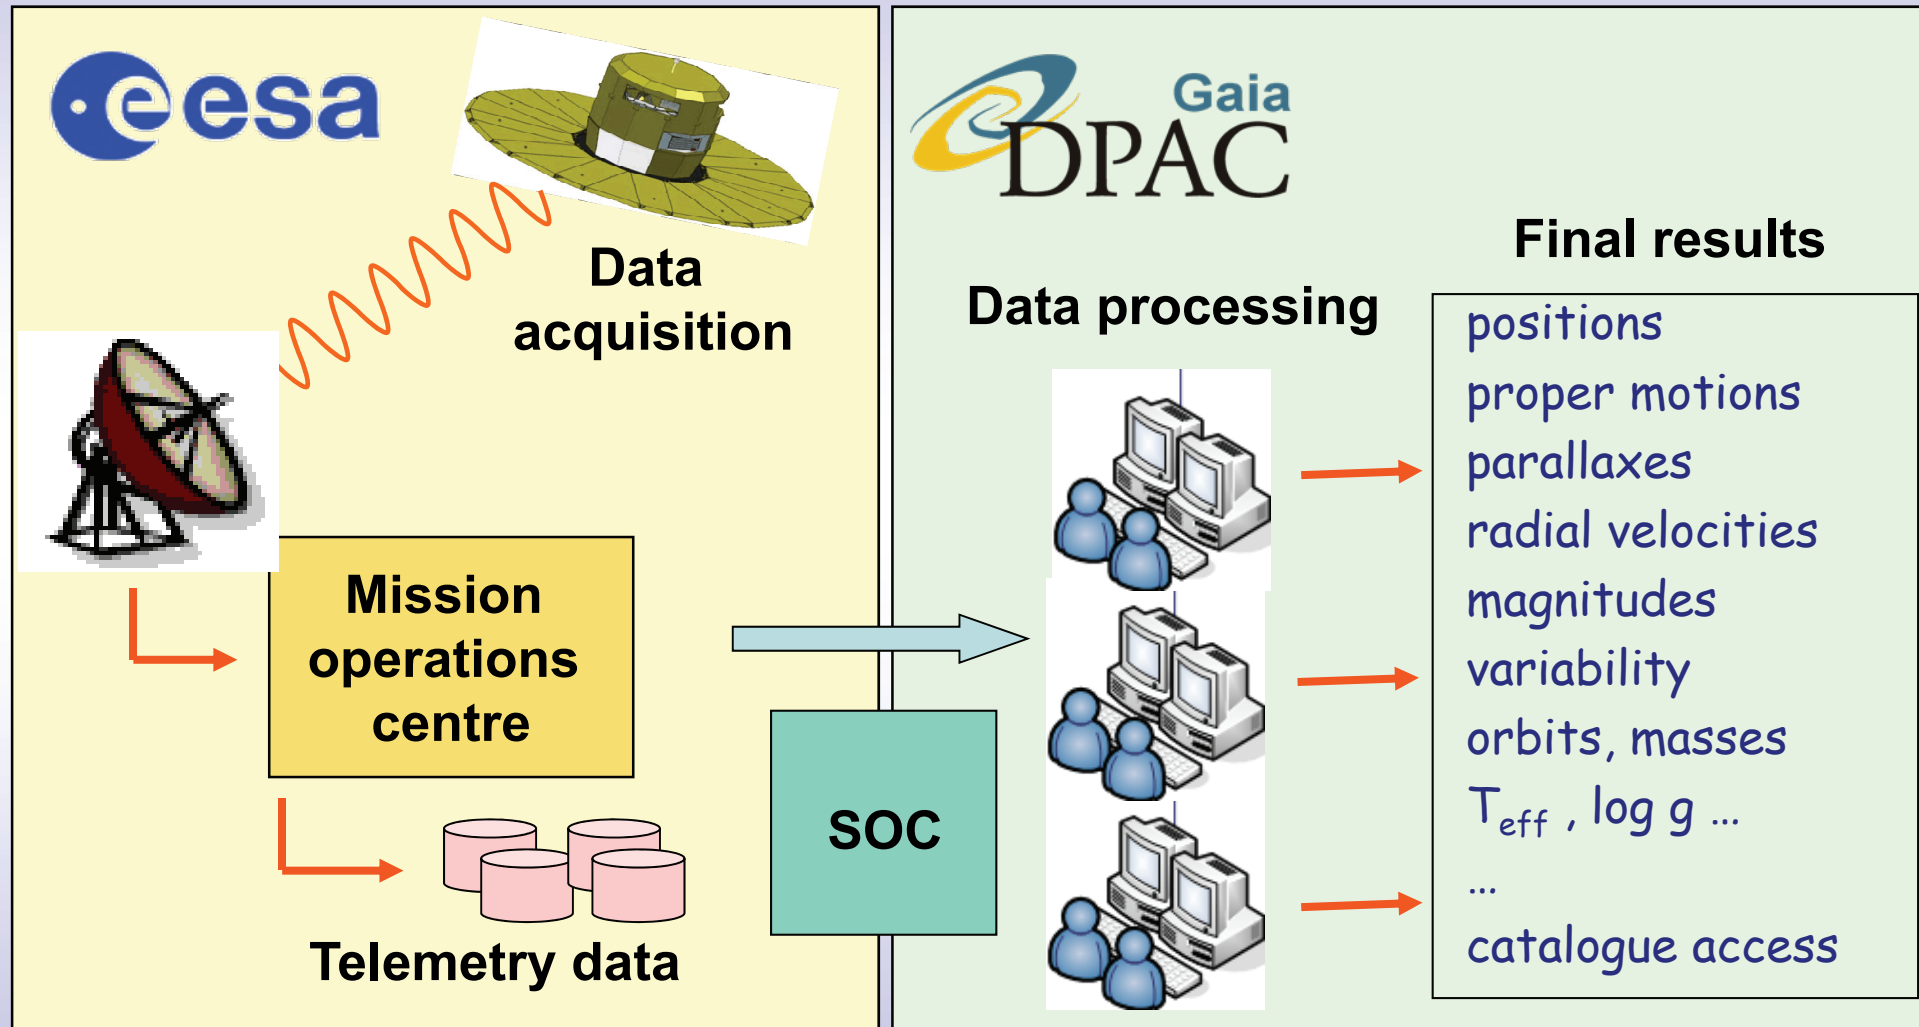 esa
Data
acquisition
Mission
operations
centre
Telemetry data
SOC
Gaia
DPAC
Data processing
Final results
positions
proper motions
parallaxes
radial velocities
magnitudes
variability
orbits, masses
Teff , log g ...
...
catalogue access